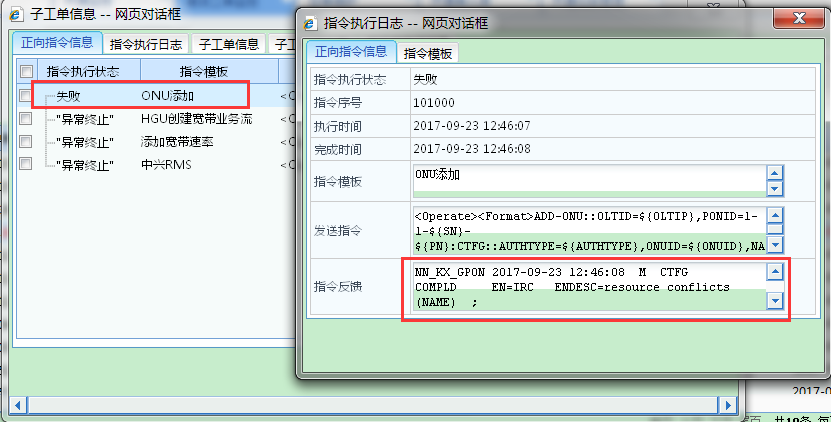 子工单信息 -- 网页对话框
正向指令信息 指令执行日志 子工单信息
指令执行状态 指令模板
失败 ONU添加 <C
"异常终止" HGU创建宽带业务流 <C
"异常终止" 添加宽带速率 <C
"异常终止" 中兴RMS <C
指令执行日志 -- 网页对话框
正向指令信息 指令模板
指令执行状态 失败
指令序号 101000
执行时间 2017-09-23 12:46:07
完成时间 2017-09-23 12:46:08
指令模板 ONU添加
发送指令
<Operate><Format>ADD-ONU::OLTID=${OLTIP},PONID=1-
1-${SN}-
${PN}:CTFG::AUTHTYPE=${AUTHTYPE},ONUID=${ONUID},NA
指令反馈
NN_KX_GPON 2017-09-23 12:46:08 M CTFG
COMPLD EN=IRC ENDESC=resource conflicts
(NAME) ;
2017-0